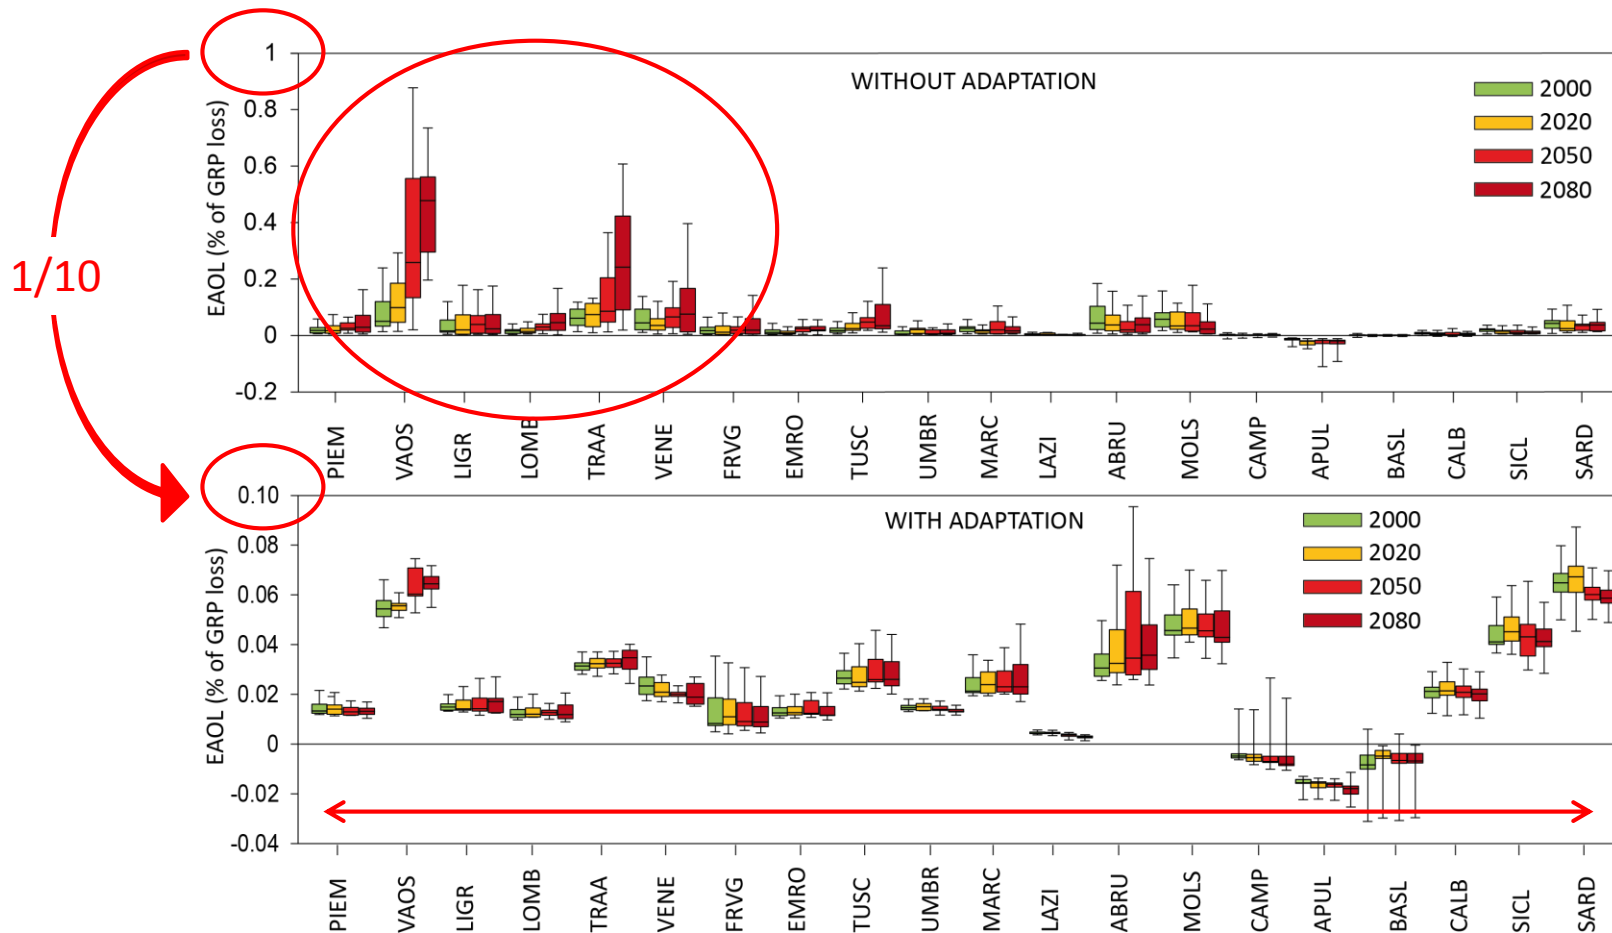 1
0.8
0.6
0.4
0.2
0
-0.2
EAOL (% of GRP loss)
WITHOUT ADAPTATION
2000
2020
2050
2080
1/10
PIEM
VAOS
LIGR
LOMB
TRAA
VENE
FRVG
EMRO
TUSC
UMBR
MARC
LAZI
ABRU
MOLS
CAMP
APUL
BASL
CALB
SICL
SARD
0.10
0.08
0.06
0.04
0.02
0
-0.02
-0.04
EAOL (% of GRP loss)
WITH ADAPTATION
2000
2020
2050
2080
PIEM
VAOS
LIGR
LOMB
TRAA
VENE
FRVG
EMRO
TUSC
UMBR
MARC
LAZI
ABRU
MOLS
CAMP
APUL
BASL
CALB
SICL
SARD